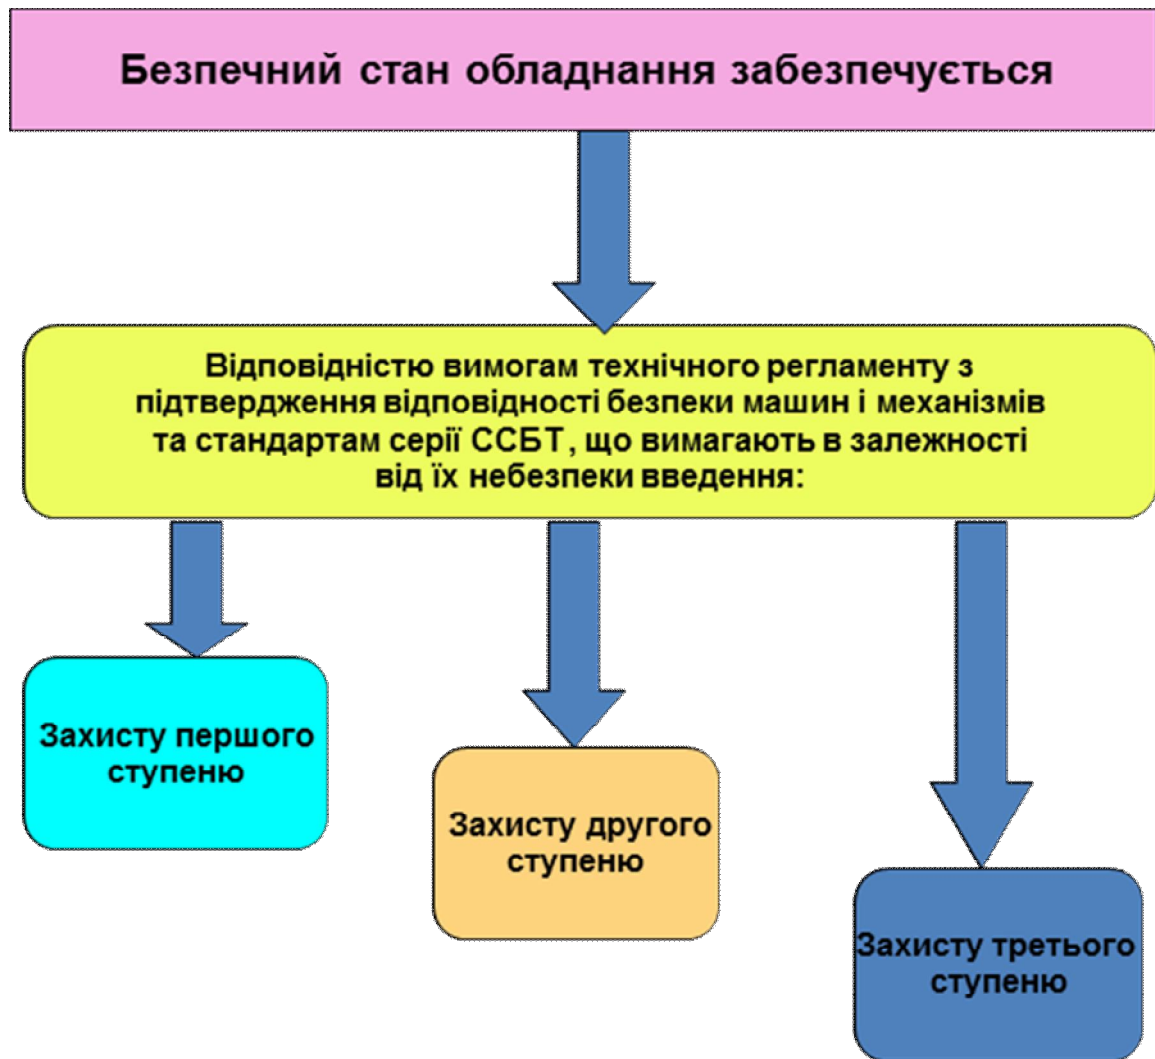 Безпечний стан обладнання забезпечується
Відповідністю вимогам технічного регламенту з
підтвердження відповідності безпеки машин і механізмів
та стандартам серії ССБТ, що вимагають в залежності
від їх небезпеки введення:
Захисту першого
ступеню
Захисту другого
ступеню
Захисту третього
ступеню